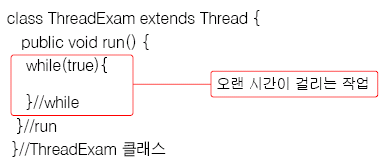 class ThreadExam extends Thread {
public void run() {
while(true){
오랜 시간이 걸리는 작업
}//while
}//run
}//ThreadExam 클래스